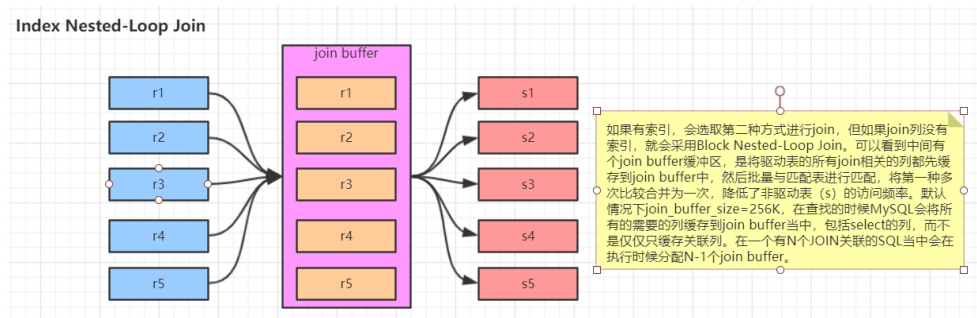 Index Nested-Loop Join
join buffer
r1 r1 s1
r2 r2 s2
r3 r3 s3
r4 r4 s4
r5 r5 s5
如果有索引，会选取第二种方式进行join，但如果join列没有
索引，就会采用Block Nested-Loop Join。可以看到中间有
个join buffer缓冲区，是将驱动表的所有join相关的列都先缓
存到join buffer中，然后批量与匹配表进行匹配，将第一种多
次比较合并为一次，降低了非驱动表（s）的访问频率。默认
情况下join_buffer_size=256K，在查找的时候MySQL会将所
有的需要的列缓存到join buffer当中，包括select的列，而不
是仅仅只缓存关联列。在一个有N个JOIN关联的SQL当中会在
执行时候分配N-1个join buffer。